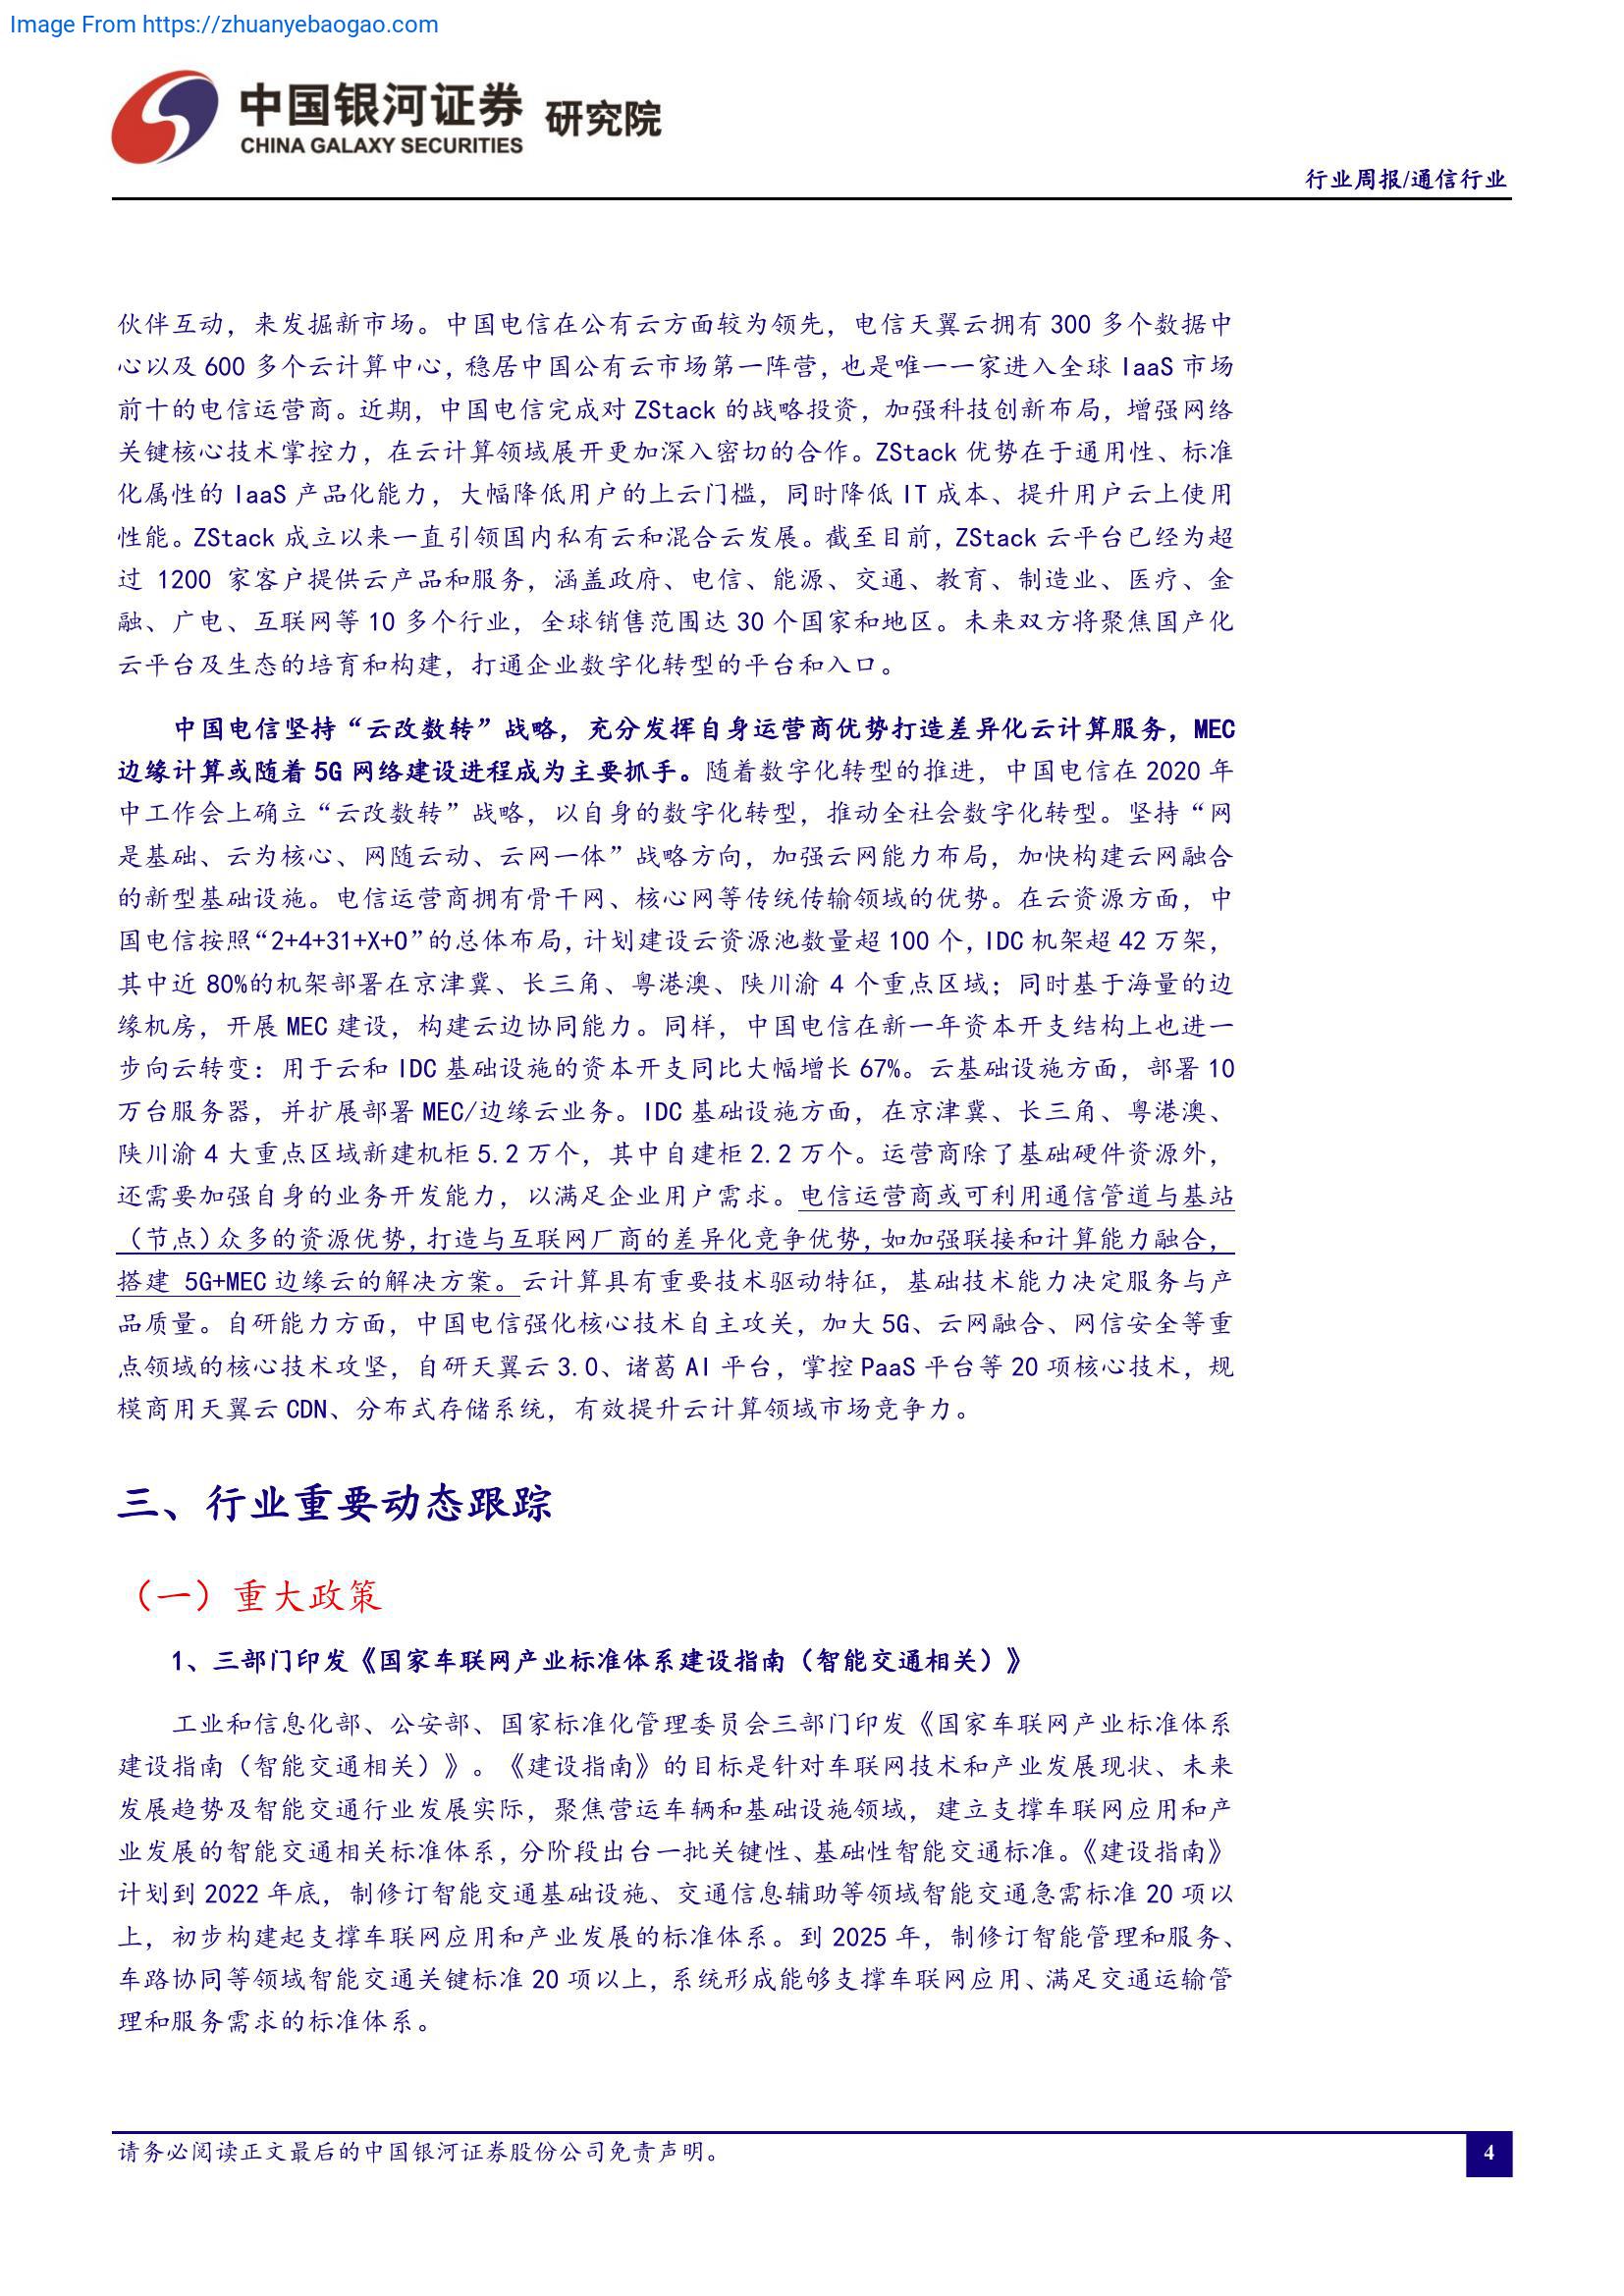 Image From https://zhuanyebaogao.com
中国银河证券 研究院
CHINA GALAXY SECURITIES
行业周报/通信行业
伙伴互动，来发掘新市场。中国电信在公有云方面较为领先，电信天翼云拥有 300 多个数据中
心以及 600 多个云计算中心，稳居中国公有云市场第一阵营，也是唯一一家进入全球 IaaS 市场
前十的电信运营商。近期，中国电信完成对 ZStack 的战略投资，加强科技创新布局，增强网络
关键核心技术掌控力，在云计算领域展开更加深入密切的合作。ZStack 优势在于通用性、标准
化属性的 IaaS 产品化能力，大幅降低用户的上云门槛，同时降低 IT 成本、提升用户云上使用
性能。ZStack 成立以来一直引领国内私有云和混合云发展。截至目前，ZStack 云平台已经为超
过 1200 家客户提供云产品和服务，涵盖政府、电信、能源、交通、教育、制造业、医疗、金
融、广电、互联网等 10 多个行业，全球销售范围达 30 个国家和地区。未来双方将聚焦国产化
云平台及生态的培育和构建，打通企业数字化转型的平台和入口。
中国电信坚持“云改数转”战略，充分发挥自身运营商优势打造差异化云计算服务，MEC
边缘计算或随着 5G 网络建设进程成为主要抓手。随着数字化转型的推进，中国电信在 2020 年
中工作会上确立“云改数转”战略，以自身的数字化转型，推动全社会数字化转型。坚持“网
是基础、云为核心、网随云动、云网一体”战略方向，加强云网能力布局，加快构建云网融合
的新型基础设施。电信运营商拥有骨干网、核心网等传统传输领域的优势。在云资源方面，中
国电信按照“2+4+31+X+O”的总体布局，计划建设云资源池数量超 100 个，IDC 机架超 42 万架，
其中近 80%的机架部署在京津冀、长三角、粤港澳、陕川渝 4 个重点区域；同时基于海量的边
缘机房，开展 MEC 建设，构建云边协同能力。同样，中国电信在新一年资本开支结构上也进一
步向云转变：用于云和 IDC 基础设施的资本开支同比大幅增长 67%。云基础设施方面，部署 10
万台服务器，并扩展部署 MEC/边缘云业务。IDC 基础设施方面，在京津冀、长三角、粤港澳、
陕川渝 4 大重点区域新建机柜 5.2 万个，其中自建柜 2.2 万个。运营商除了基础硬件资源外，
还需要加强自身的业务开发能力，以满足企业用户需求。电信运营商或可利用通信管道与基站
（节点）众多的资源优势，打造与互联网厂商的差异化竞争优势，如加强联接和计算能力融合，
搭建 5G+MEC 边缘云的解决方案。云计算具有重要技术驱动特征，基础技术能力决定服务与产
品质量。自研能力方面，中国电信强化核心技术自主攻关，加大 5G、云网融合、网信安全等重
点领域的核心技术攻坚，自研天翼云 3.0、诸葛 AI 平台，掌控 PaaS 平台等 20 项核心技术，规
模商用天翼云 CDN、分布式存储系统，有效提升云计算领域市场竞争力。
三、行业重要动态跟踪
（一）重大政策
1、三部门印发《国家车联网产业标准体系建设指南（智能交通相关）》
工业和信息化部、公安部、国家标准化管理委员会三部门印发《国家车联网产业标准体系
建设指南（智能交通相关）》。《建设指南》的目标是针对车联网技术和产业发展现状、未来
发展趋势及智能交通行业发展实际，聚焦营运车辆和基础设施领域，建立支撑车联网应用和产
业发展的智能交通相关标准体系，分阶段出台一批关键性、基础性智能交通标准。《建设指南》
计划到 2022 年底，制修订智能交通基础设施、交通信息辅助等领域智能交通急需标准 20 项以
上，初步构建起支撑车联网应用和产业发展的标准体系。到 2025 年，制修订智能管理和服务、
车路协同等领域智能交通关键标准 20 项以上，系统形成能够支撑车联网应用、满足交通运输管
理和服务需求的标准体系。
请务必阅读正文最后的中国银河证券股份公司免责声明。
4